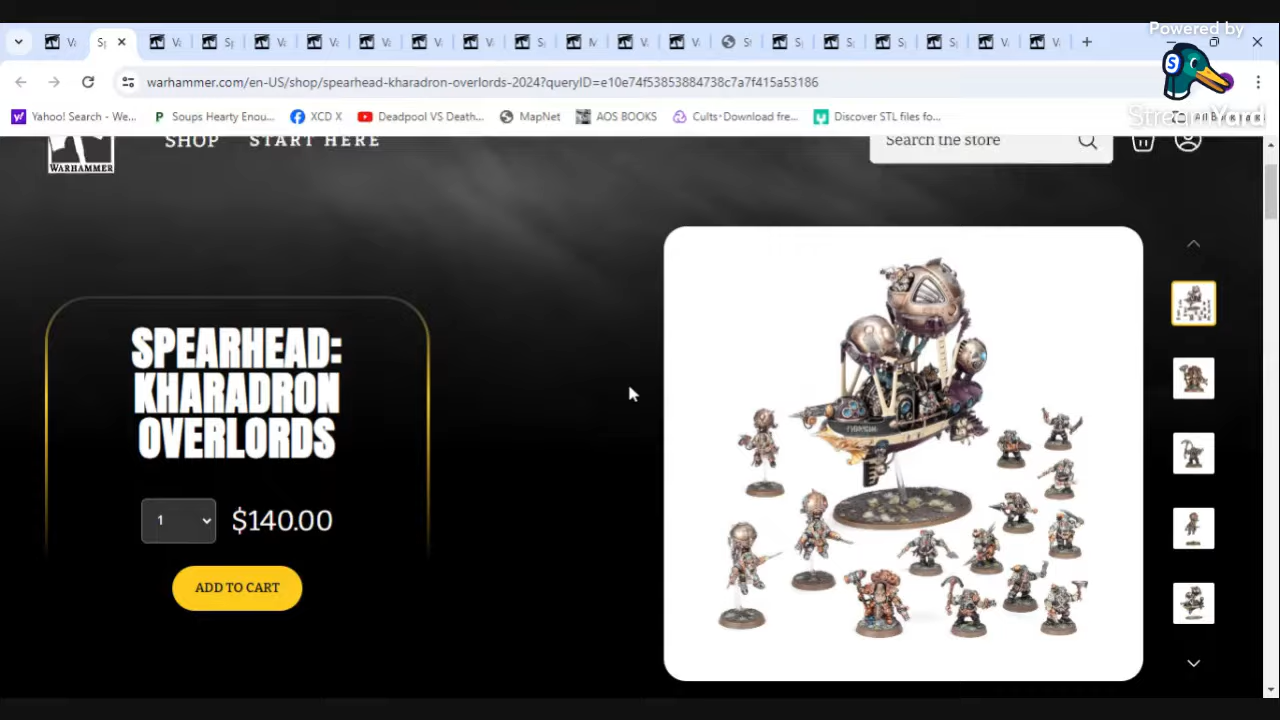 Powered by
StreamYard
warhammer.com/en-US/shop/spearhead-kharadron-overlords-2024?queryID=e10e74f53853884738c7a7f415a53186
Yahoo! Search - We... Soups Hearty Enou... XCD X Deadpool VS Death... MapNet AOS BOOKS Cults · Download fre... Discover STL files fo...
WARHAMMER
SHOP START HERE
Search the store
SPEARHEAD:
KHARADRON
OVERLORDS
1 $140.00
ADD TO CART